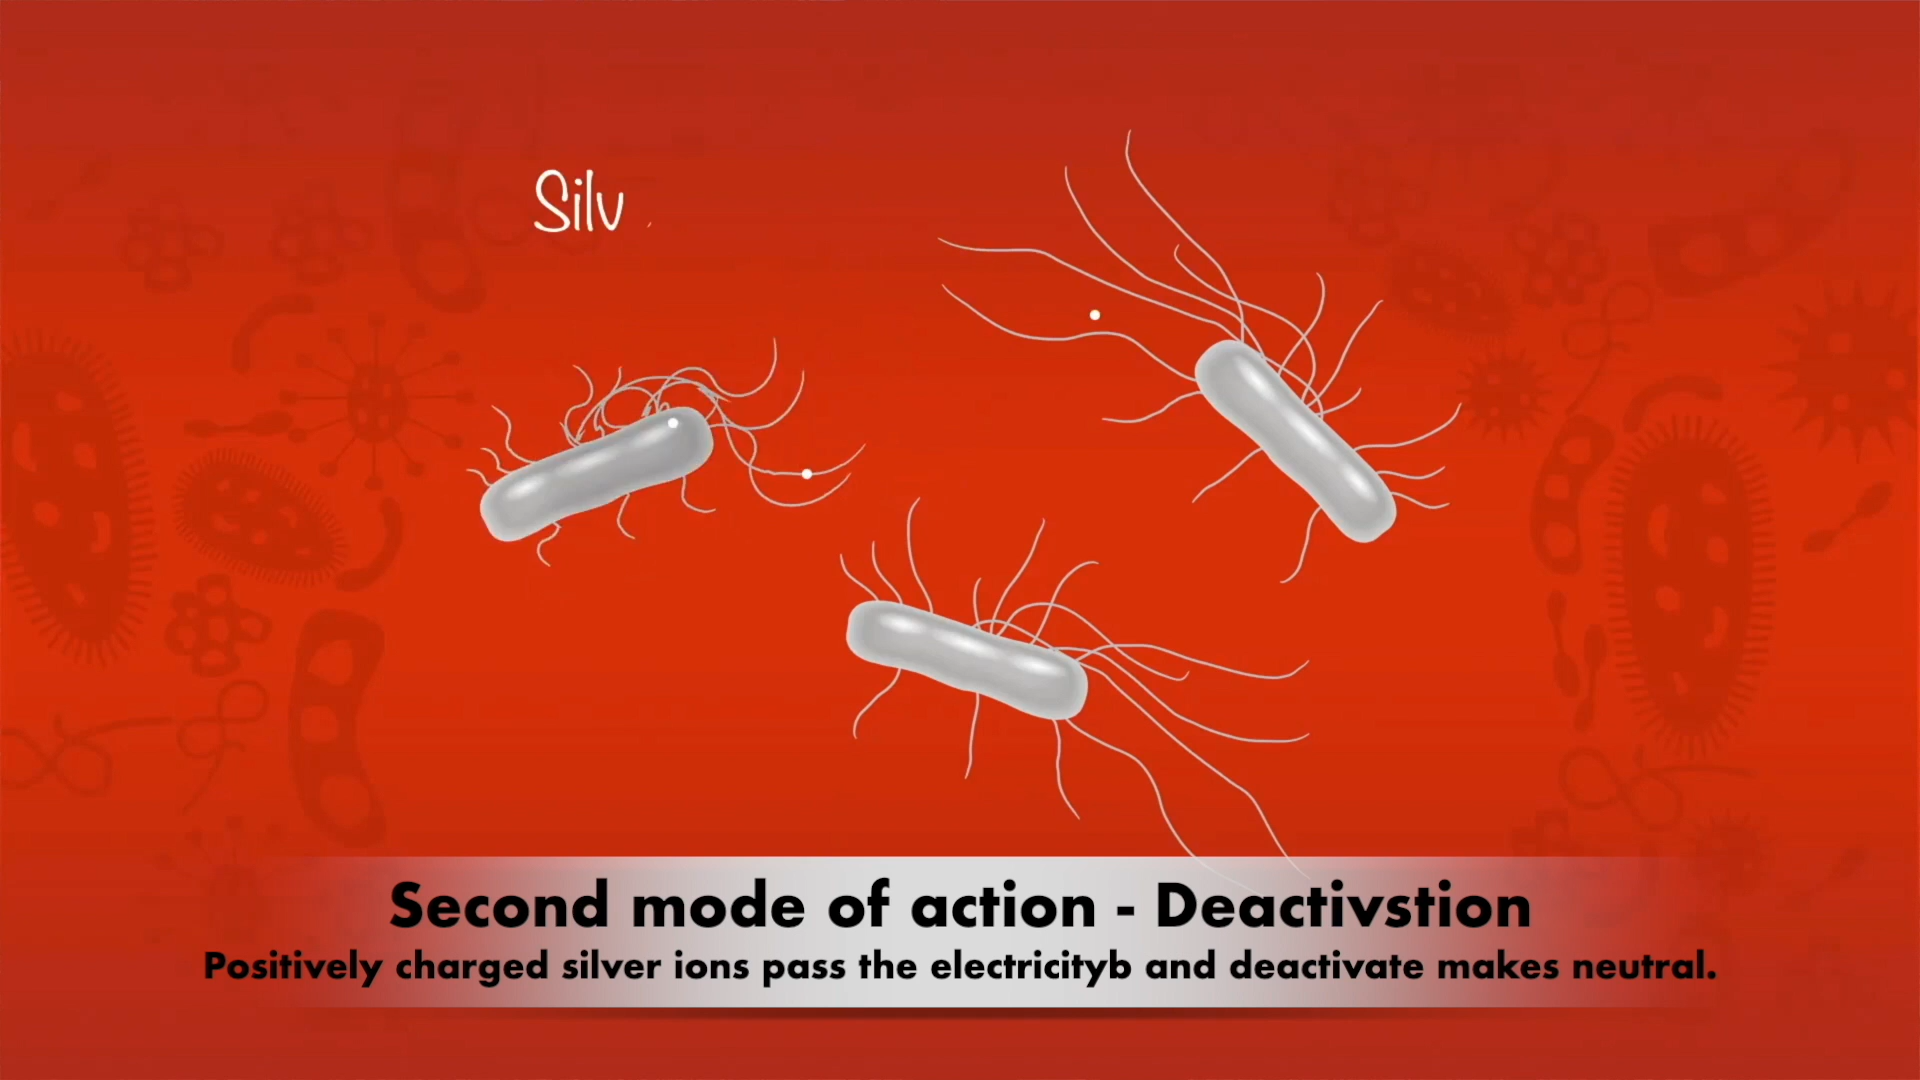 Silv
Second mode of action - Deactivstion
Positively charged silver ions pass the electricityb and deactivate makes neutral.